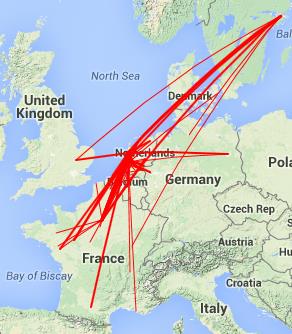 North Sea
Denmark
Bal
United
Kingdom
Netherlands
Pola
Belgium
Germany
Czech Rep
Austria
France
Bay of Biscay
Croatia
Italy